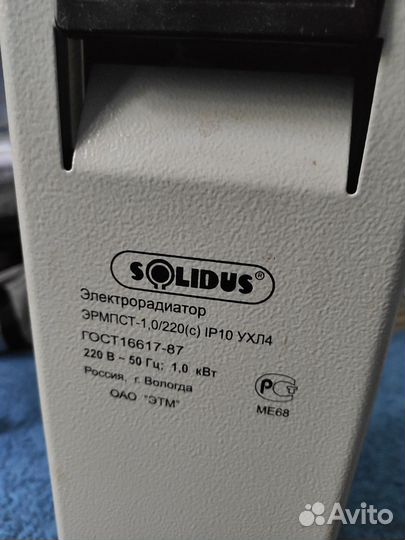 SOLIDUS®
Электрорадиатор
ЭРМПСТ-1,0/220(с) IP10 УХЛ4
ГОСТ16617-87
220 В ~ 50 Гц; 1,0 кВт
Россия, г. Вологда
ОАО "ЭТМ"
РСТ
МЕ68
Avito